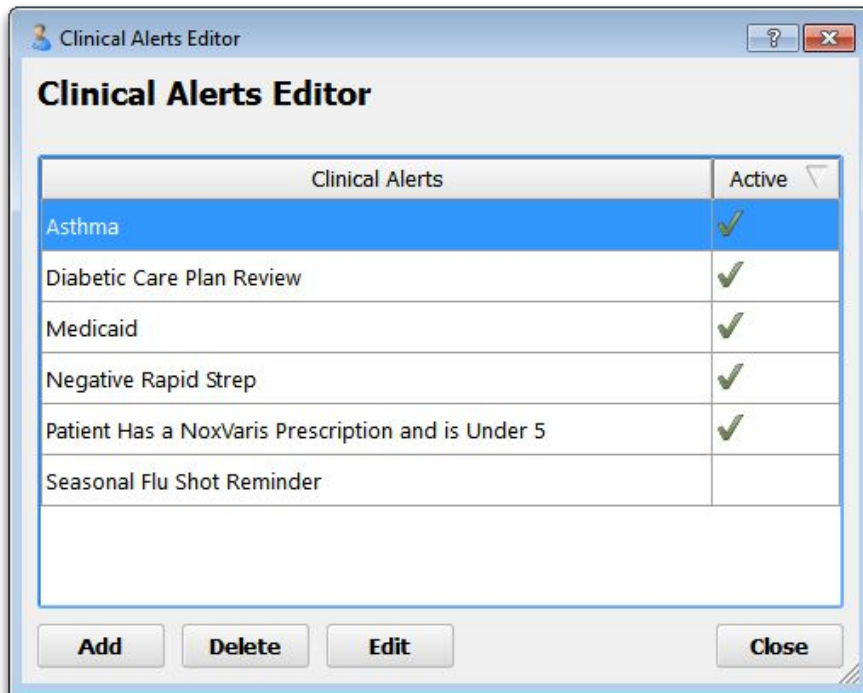 Clinical Alerts Editor
?
Clinical Alerts Editor
Clinical Alerts Active
Asthma
Diabetic Care Plan Review
Medicaid
Negative Rapid Strep
Patient Has a NoxVaris Prescription and is Under 5
Seasonal Flu Shot Reminder
Add Delete Edit Close